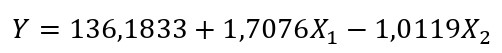 Y = 136,1833 + 1,7076X₁ − 1,0119X₂